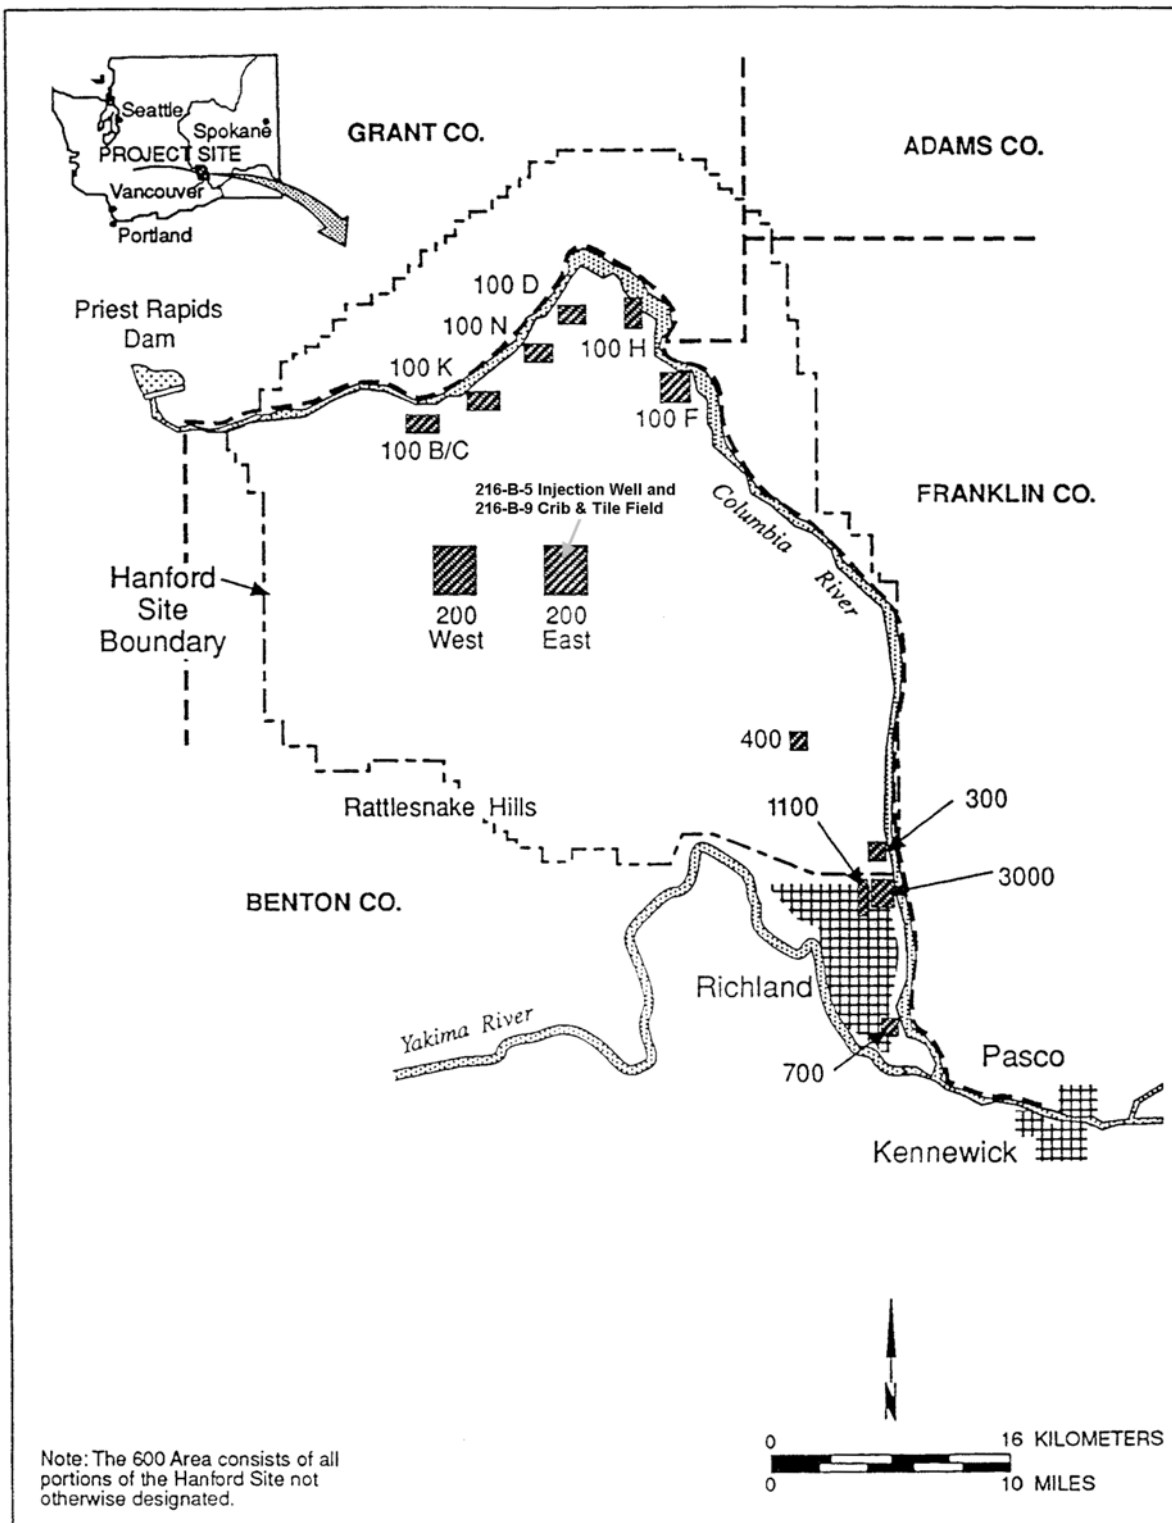 Seattle
Spokane
PROJECT SITE
Vancouver
Portland
GRANT CO.
ADAMS CO.
Priest Rapids
Dam
100 D
100 N
100 K
100 H
100 F
100 B/C
216-B-5 Injection Well and
216-B-9 Crib & Tile Field
Columbia
River
FRANKLIN CO.
Hanford
Site
Boundary
200
West
200
East
400
Rattlesnake Hills
1100
300
3000
BENTON CO.
Richland
Yakima River
700
Pasco
Kennewick
N
0 16 KILOMETERS
0 10 MILES
Note: The 600 Area consists of all
portions of the Hanford Site not
otherwise designated.